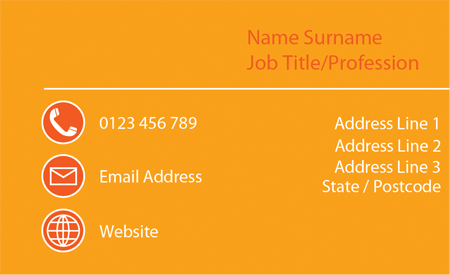 Name Surname
Job Title/Profession
0123 456 789
Email Address
Website
Address Line 1
Address Line 2
Address Line 3
State / Postcode